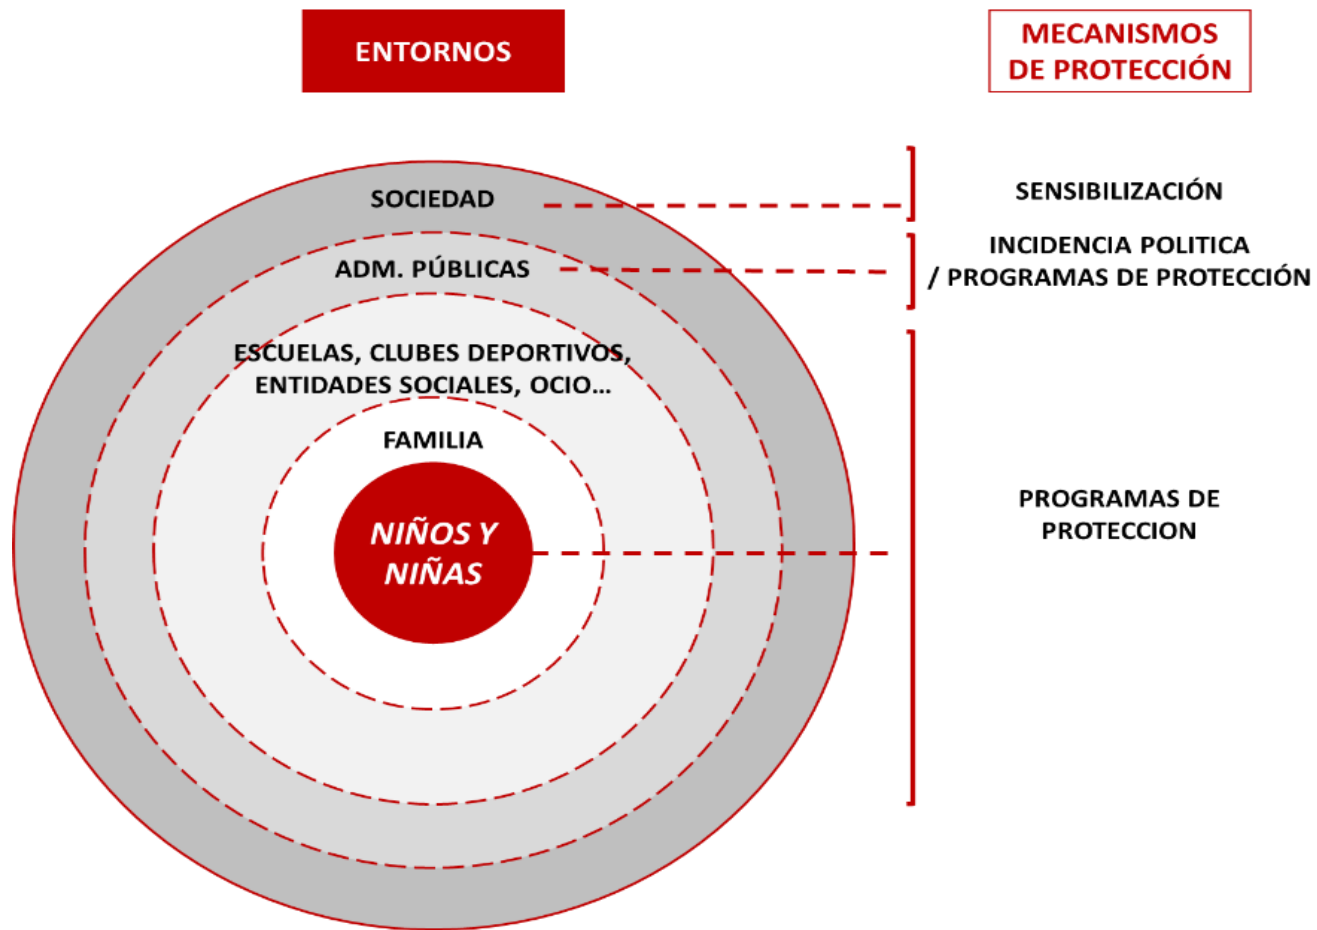 ENTORNOS
MECANISMOS
DE PROTECCIÓN
SOCIEDAD
SENSIBILIZACIÓN
ADM. PÚBLICAS
INCIDENCIA POLITICA
/ PROGRAMAS DE PROTECCIÓN
ESCUELAS, CLUBES DEPORTIVOS,
ENTIDADES SOCIALES, OCIO...
FAMILIA
NIÑOS Y
NIÑAS
PROGRAMAS DE
PROTECCION